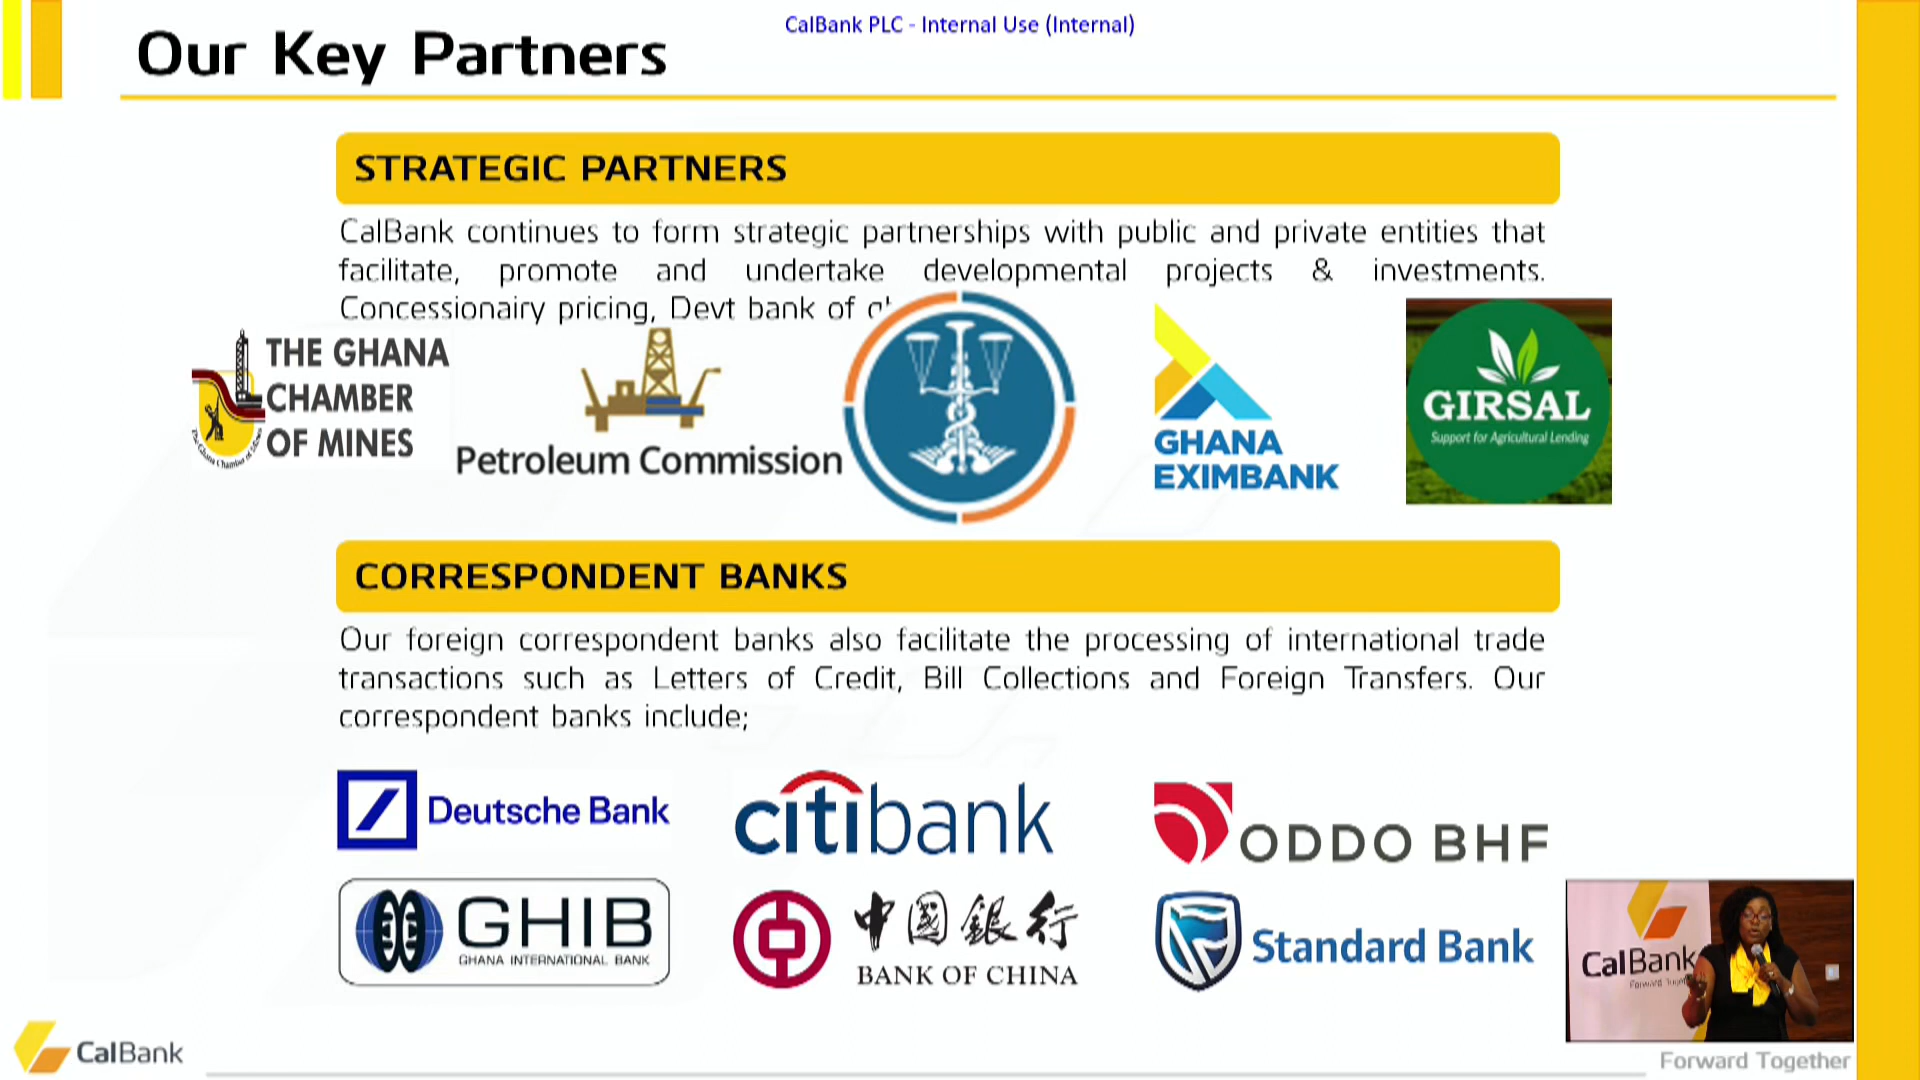 CalBank PLC - Internal Use (Internal)
Our Key Partners
STRATEGIC PARTNERS
CalBank continues to form strategic partnerships with public and private entities that
facilitate, promote and undertake developmental projects & investments.
Concessionairy pricing, Devt bank of
THE GHANA
CHAMBER
OF MINES
Petroleum Commission
GHANA
EXIMBANK
GIRSAL
Support for Agricultural Lending
CORRESPONDENT BANKS
Our foreign correspondent banks also facilitate the processing of international trade
transactions such as Letters of Credit, Bill Collections and Foreign Transfers. Our
correspondent banks include;
Deutsche Bank
citibank
ODDO BHF
GHIB
GHANA INTERNATIONAL BANK
中國銀行
BANK OF CHINA
Standard Bank
CalBank
CalBank
Forward Together